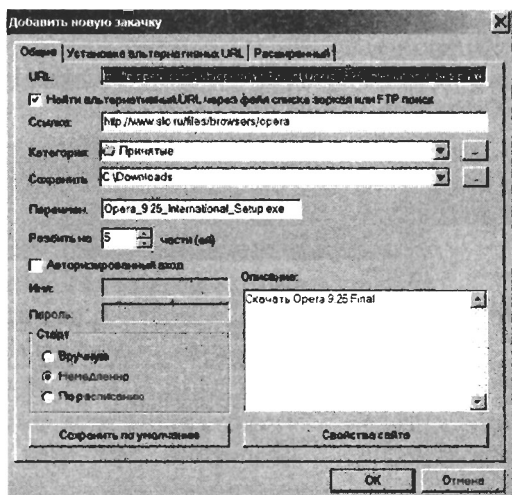 Добавить новую закачку
Общие Установка альтернативных URL Расширенный
URL:
Найти альтернативный URL через файл списка зеркал или FTP поиск
Ссылка: http://www.slo.ru/files/browsers/opera
Категория: Принятые
Сохранить C:\Downloads
Переимен. Opera_9.25_International_Setup.exe
Разбить на 5 части (ей)
Авторизированный вход
Имя:
Пароль:
Описание:
Скачать Opera 9.25 Final
Старт
Вручную
Немедленно
По расписанию
Сохранить по умолчанию Свойства сайта
OK Отмена